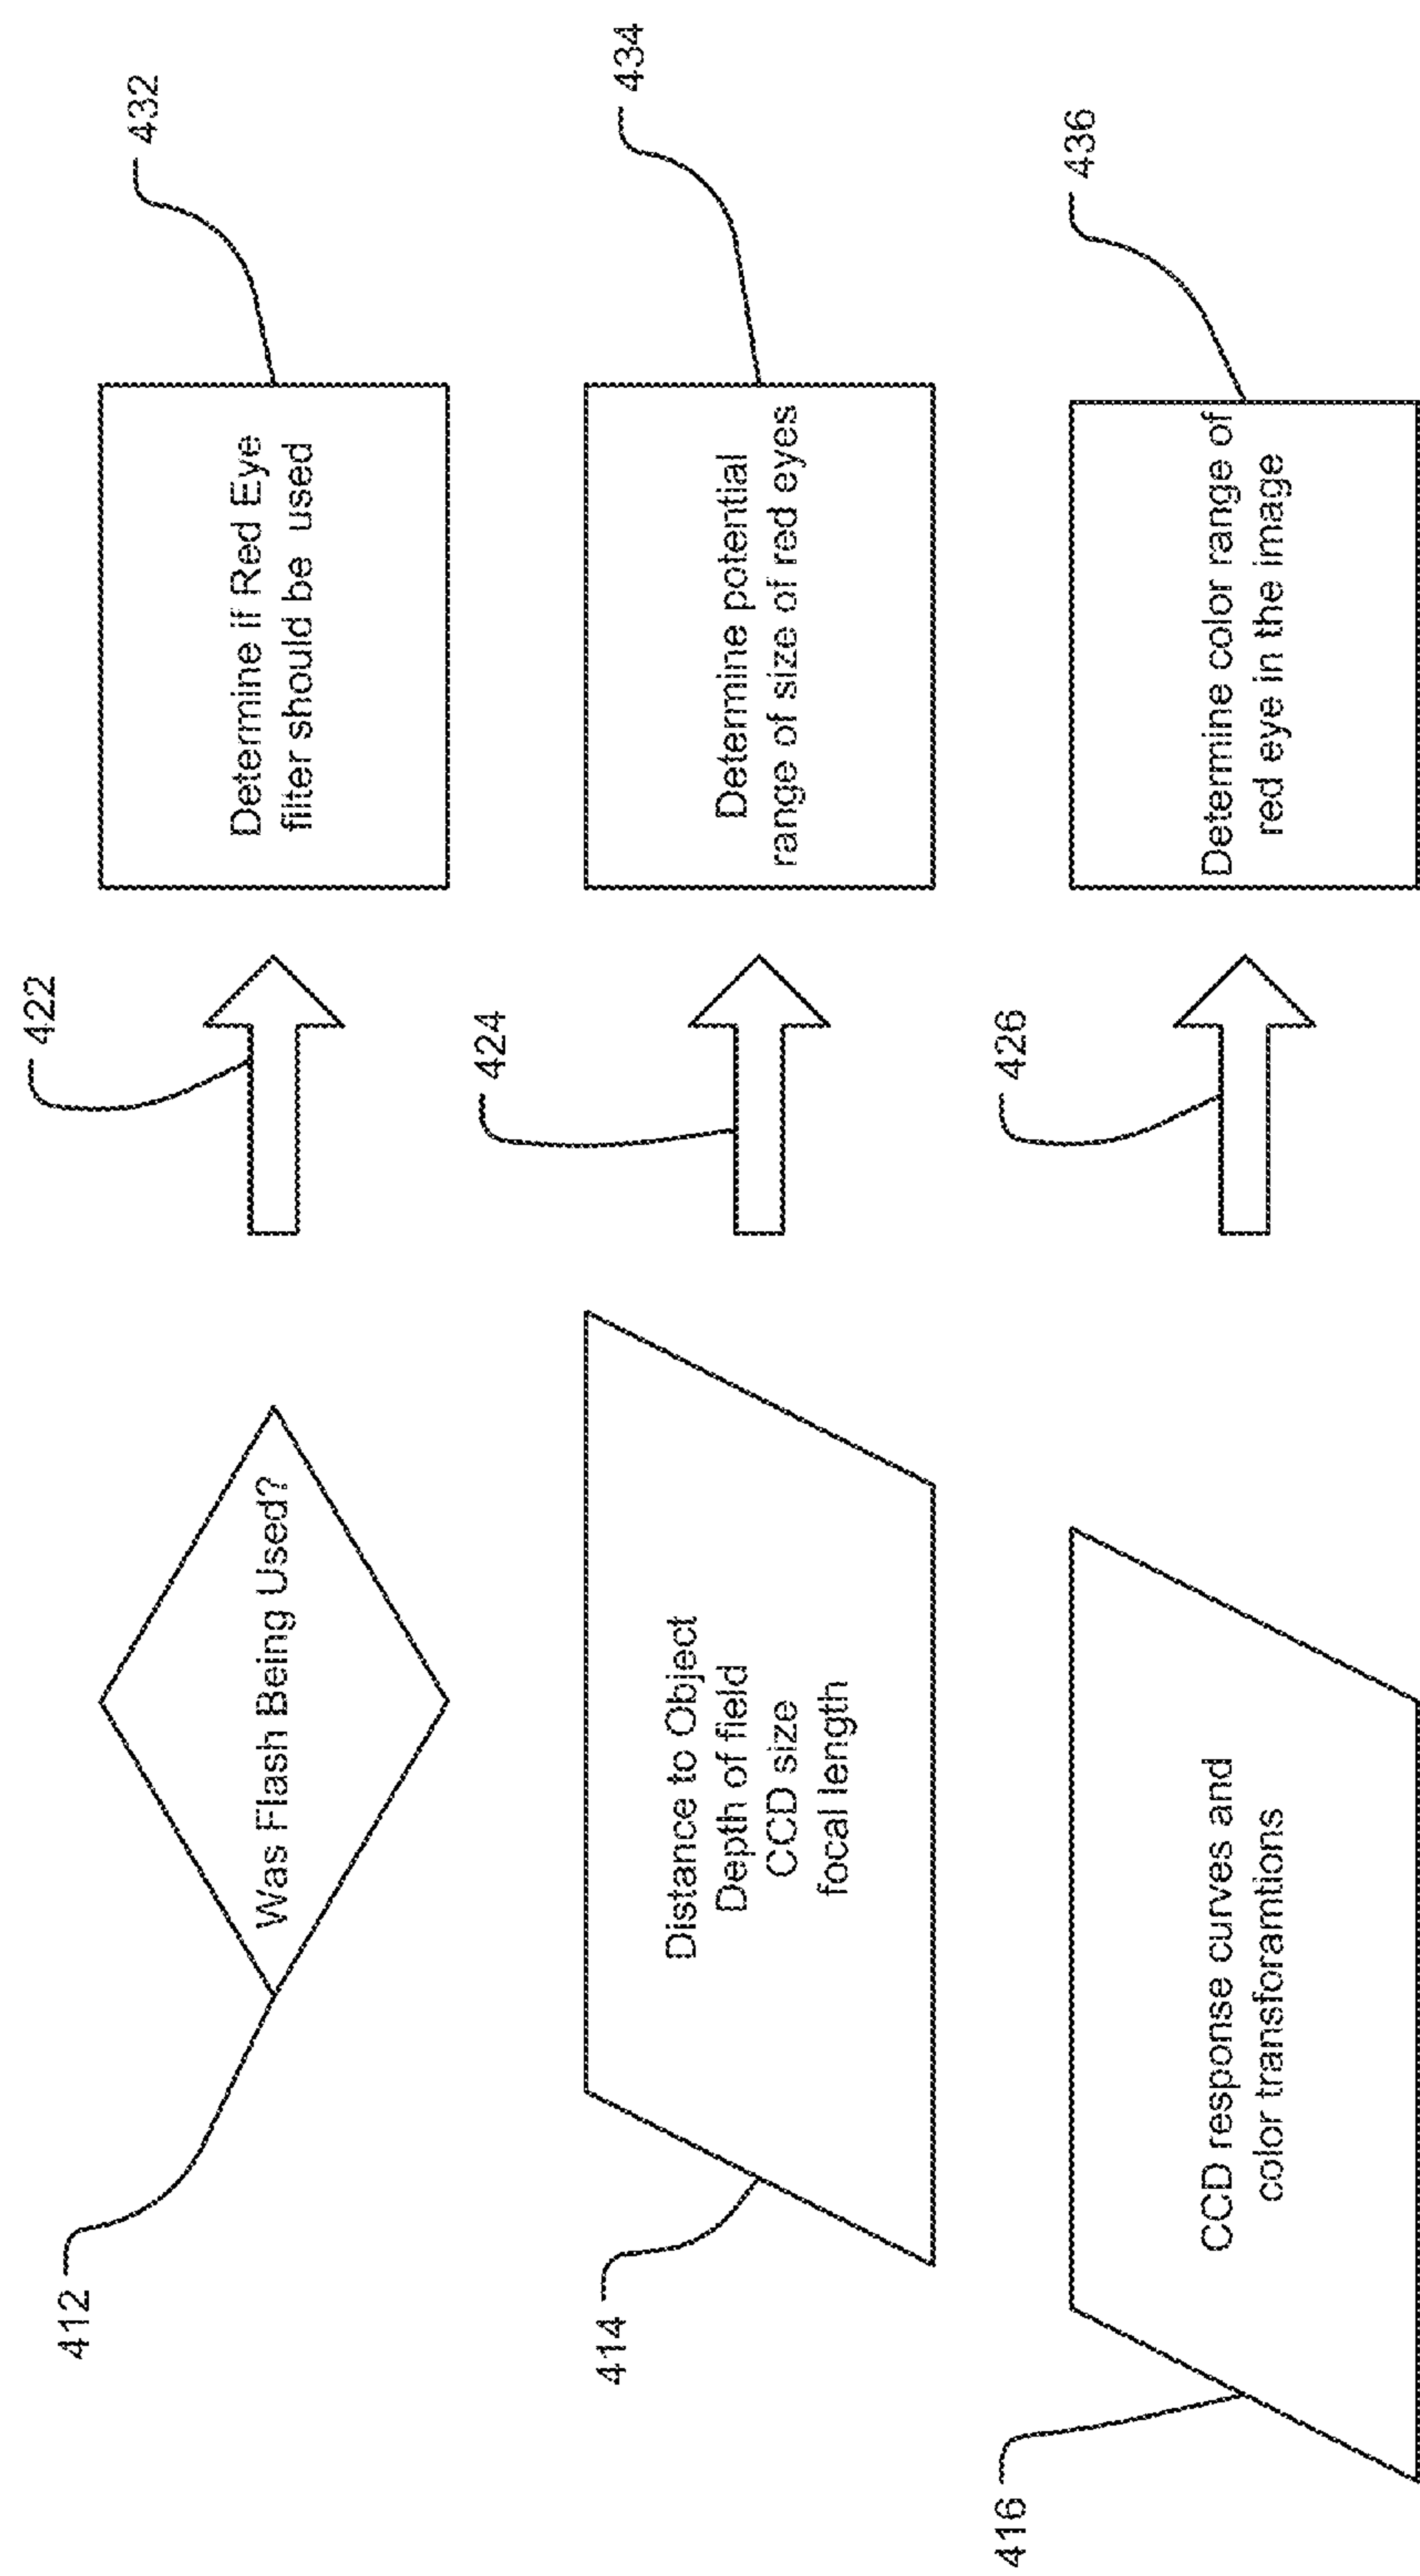 412
Was Flash Being Used?
422
Determine if Red Eye
filter should be used
432
414
Distance to Object
Depth of field
CCD size
focal length
424
Determine potential
range of size of red eyes
434
416
CCD response curves and
color transforamtions
426
Determine color range of
red eye in the image
436